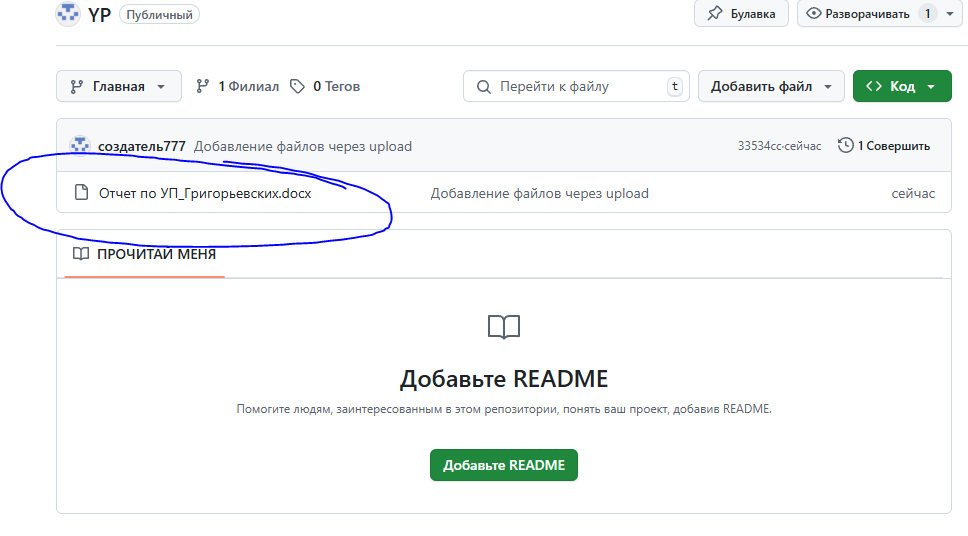 YP Публичный Булавка Разворачивать 1
Главная 1 Филиал 0 Тегов Перейти к файлу t Добавить файл Код
создатель777 Добавление файлов через upload 33534cc·сейчас 1 Совершить
Отчет по УП_Григорьевских.docx Добавление файлов через upload сейчас
ПРОЧИТАЙ МЕНЯ
Добавьте README
Помогите людям, заинтересованным в этом репозитории, понять ваш проект, добавив README.
Добавьте README